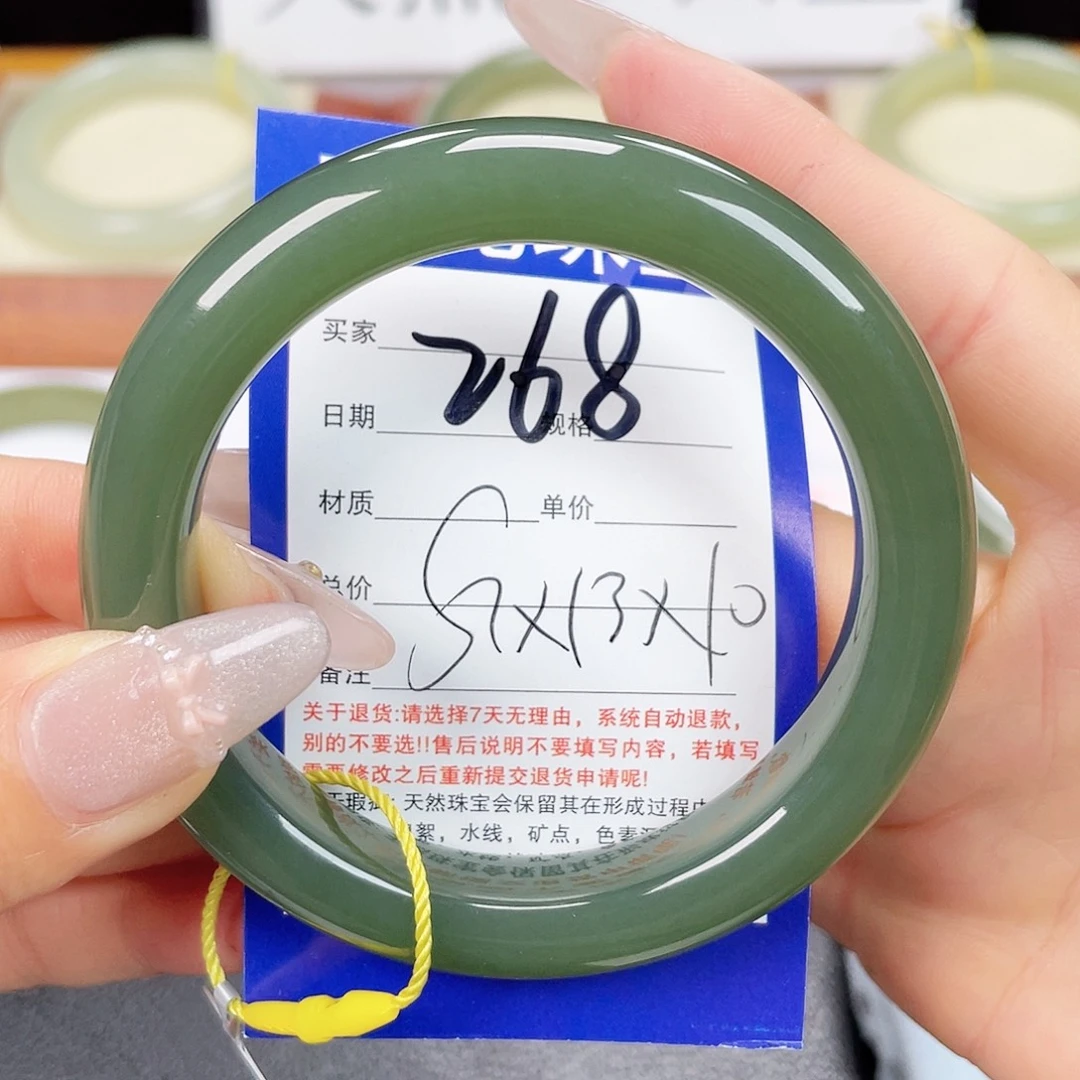 268
买家
日期 规格
材质 单价
总价
57X13X10
备注
关于退货:请选择7天无理由，系统自动退款，
别的不要选!!售后说明不要填写内容，若填写
需要修改之后重新提交退货申请呢!
于瑕疵: 天然珠宝会保留其在形成过程中
絮，水线，矿点，色素